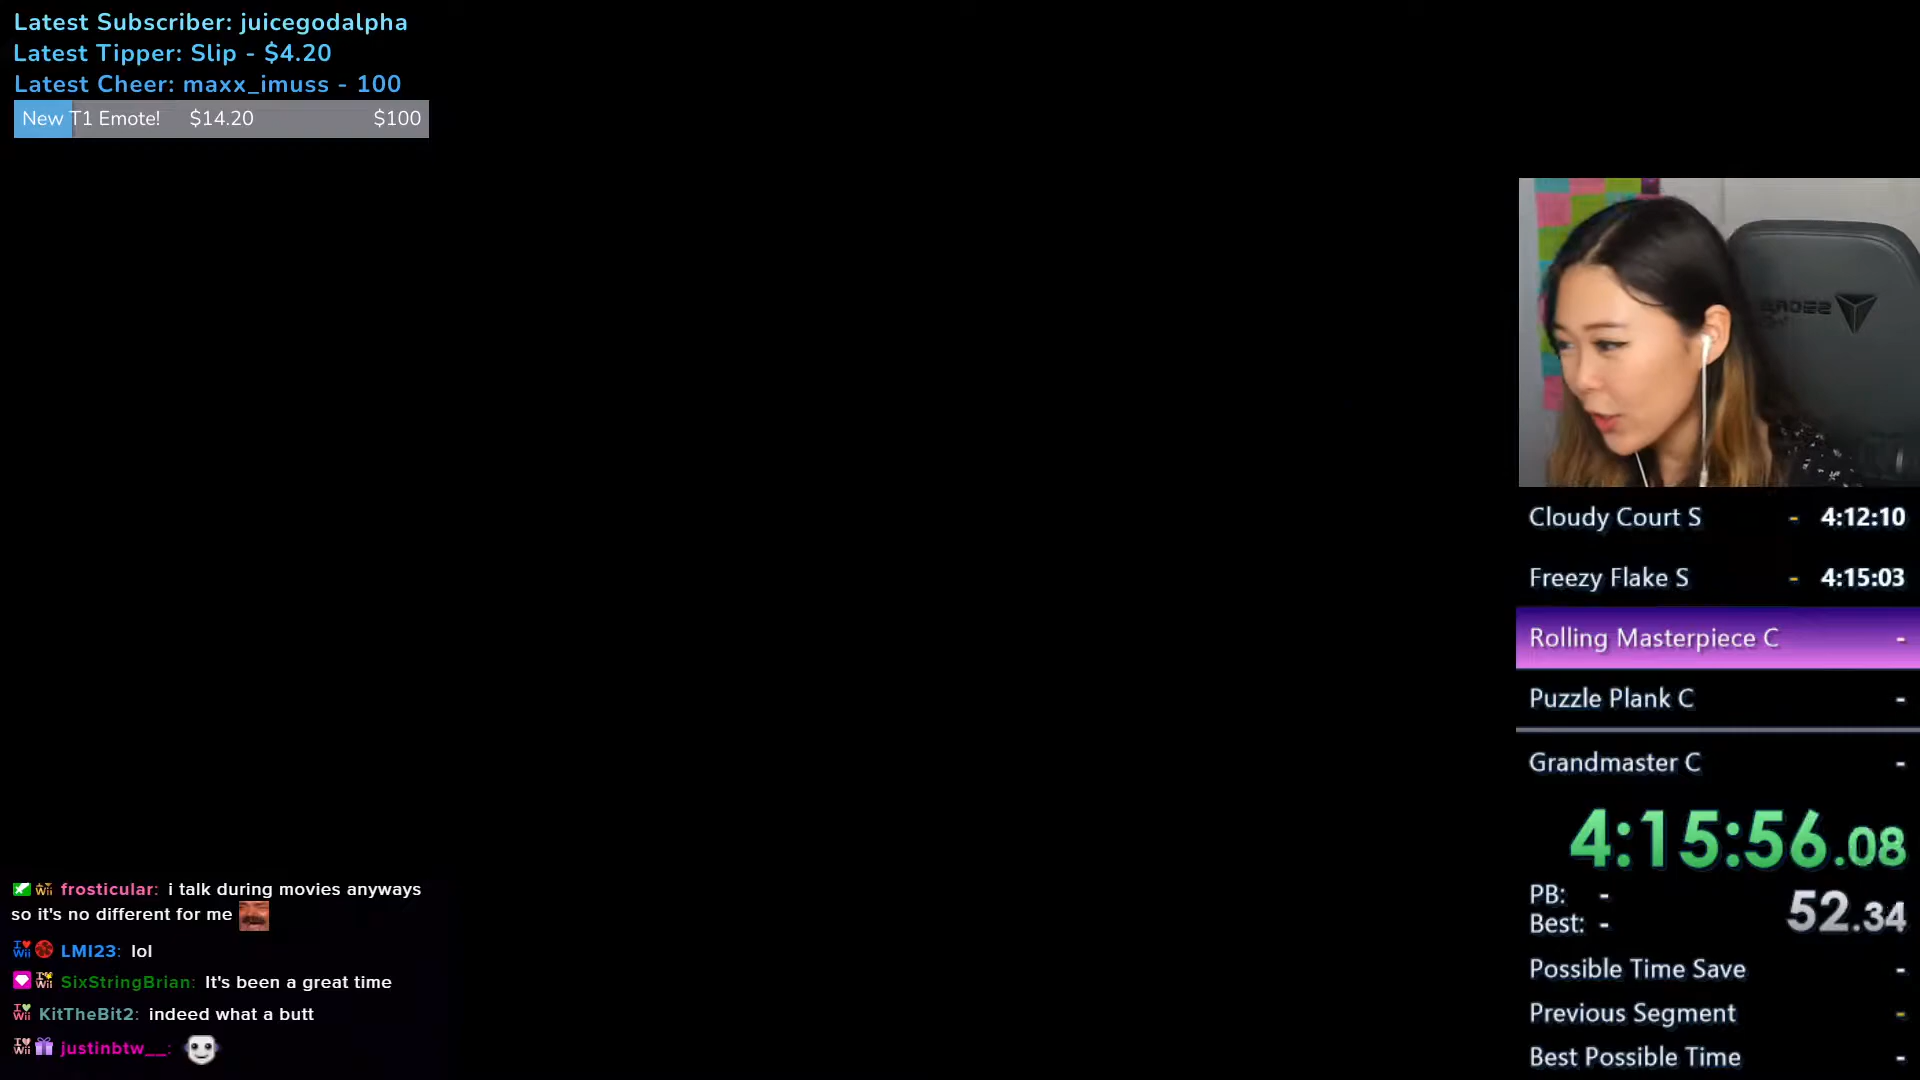 Latest Subscriber: juicegodalpha
Latest Tipper: Slip - $4.20
Latest Cheer: maxx_imuss - 100
New T1 Emote! $14.20 $100
Cloudy Court S - 4:12:10
Freezy Flake S - 4:15:03
Rolling Masterpiece C -
Puzzle Plank C -
Grandmaster C -
4:15:56.08
PB: -
52.34
Best: -
Possible Time Save -
Previous Segment -
Best Possible Time -
frosticular: i talk during movies anyways
so it's no different for me
LMI23: lol
SixStringBrian: It's been a great time
KitTheBit2: indeed what a butt
justinbtw__: